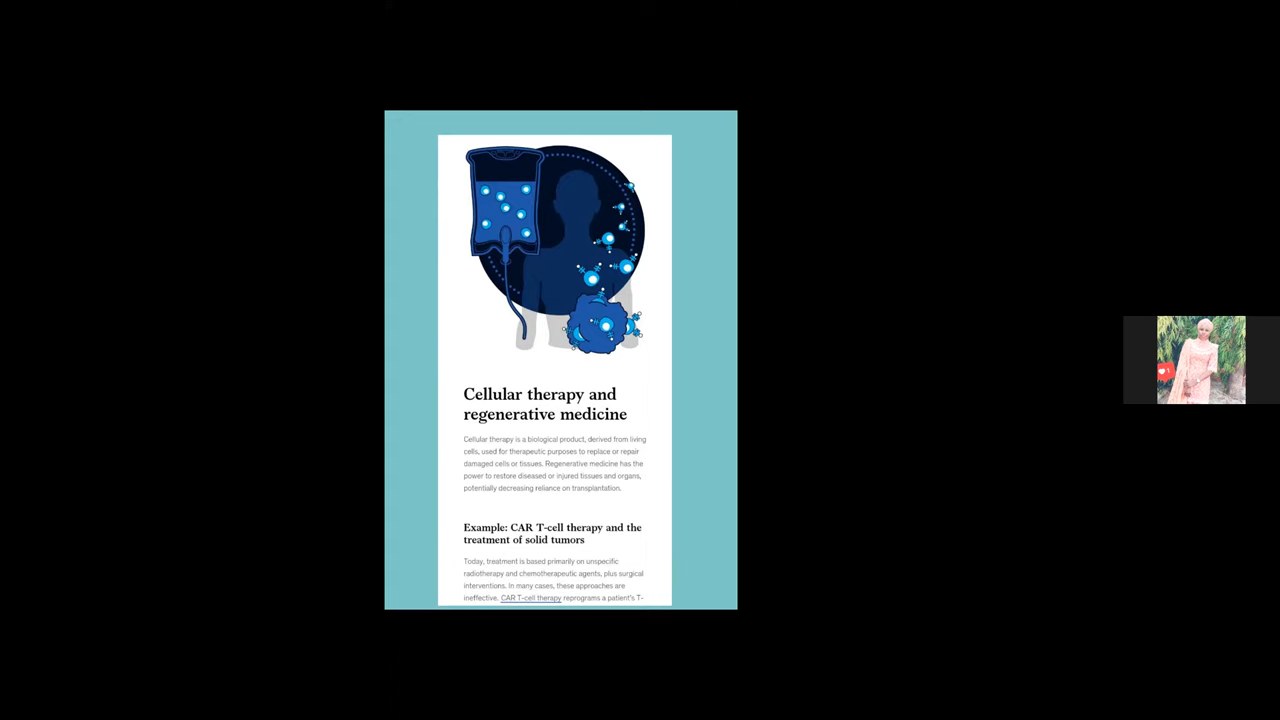 Cellular therapy and
regenerative medicine
Cellular therapy is a biological product, derived from living
cells, used for therapeutic purposes to replace or repair
damaged cells or tissues. Regenerative medicine has the
power to restore diseased or injured tissues and organs,
potentially decreasing reliance on transplantation.
Example: CAR T-cell therapy and the
treatment of solid tumors
Today, treatment is based primarily on unspecific
radiotherapy and chemotherapeutic agents, plus surgical
interventions. In many cases, these approaches are
ineffective. CAR T-cell therapy reprograms a patient's T-
1